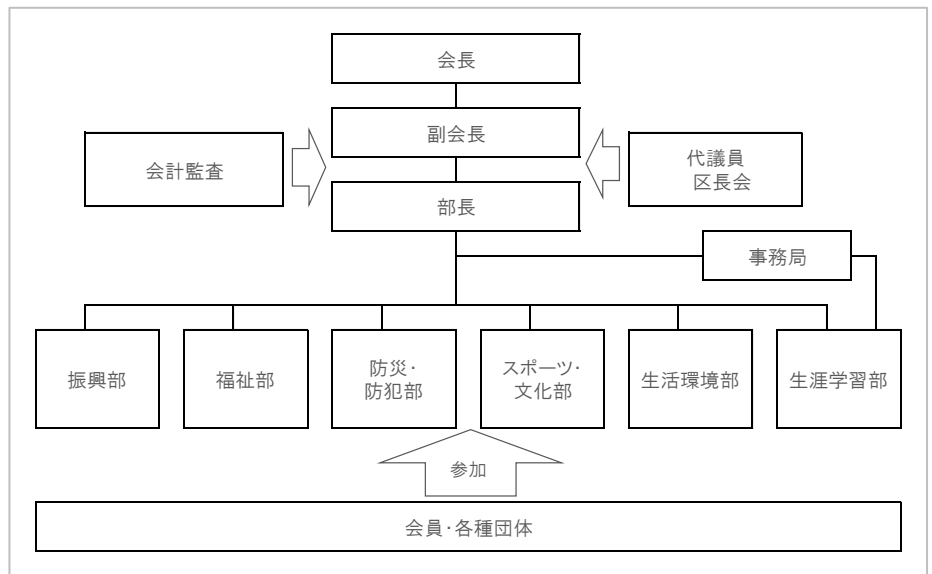 会長
副会長
会計監査
代議員
区長会
部長
事務局
振興部
福祉部
防災・
防犯部
スポーツ・
文化部
生活環境部
生涯学習部
参加
会員・各種団体